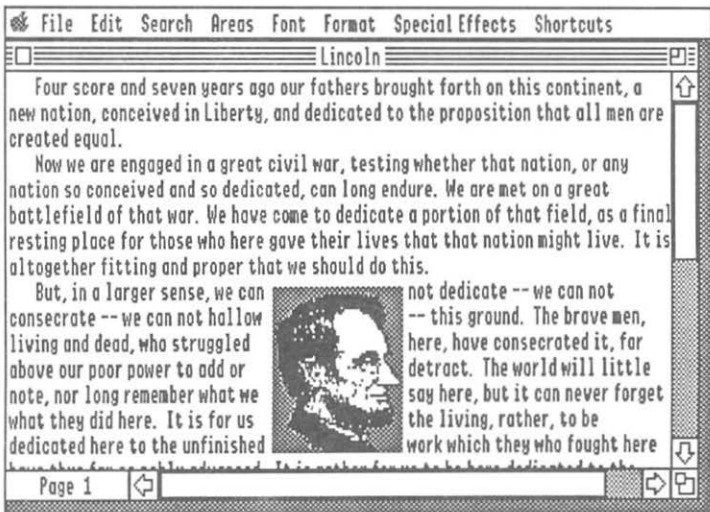 File Edit Search Areas Font Format Special Effects Shortcuts
Lincoln
Four score and seven years ago our fathers brought forth on this continent, a
new nation, conceived in Liberty, and dedicated to the proposition that all men are
created equal.
Now we are engaged in a great civil war, testing whether that nation, or any
nation so conceived and so dedicated, can long endure. We are met on a great
battlefield of that war. We have come to dedicate a portion of that field, as a final
resting place for those who here gave their lives that that nation might live. It is
altogether fitting and proper that we should do this.
But, in a larger sense, we can not dedicate -- we can not
consecrate -- we can not hallow -- this ground. The brave men,
living and dead, who struggled here, have consecrated it, far
above our poor power to add or detract. The world will little
note, nor long remember what we say here, but it can never forget
what they did here. It is for us the living, rather, to be
dedicated here to the unfinished work which they who fought here
Page 1